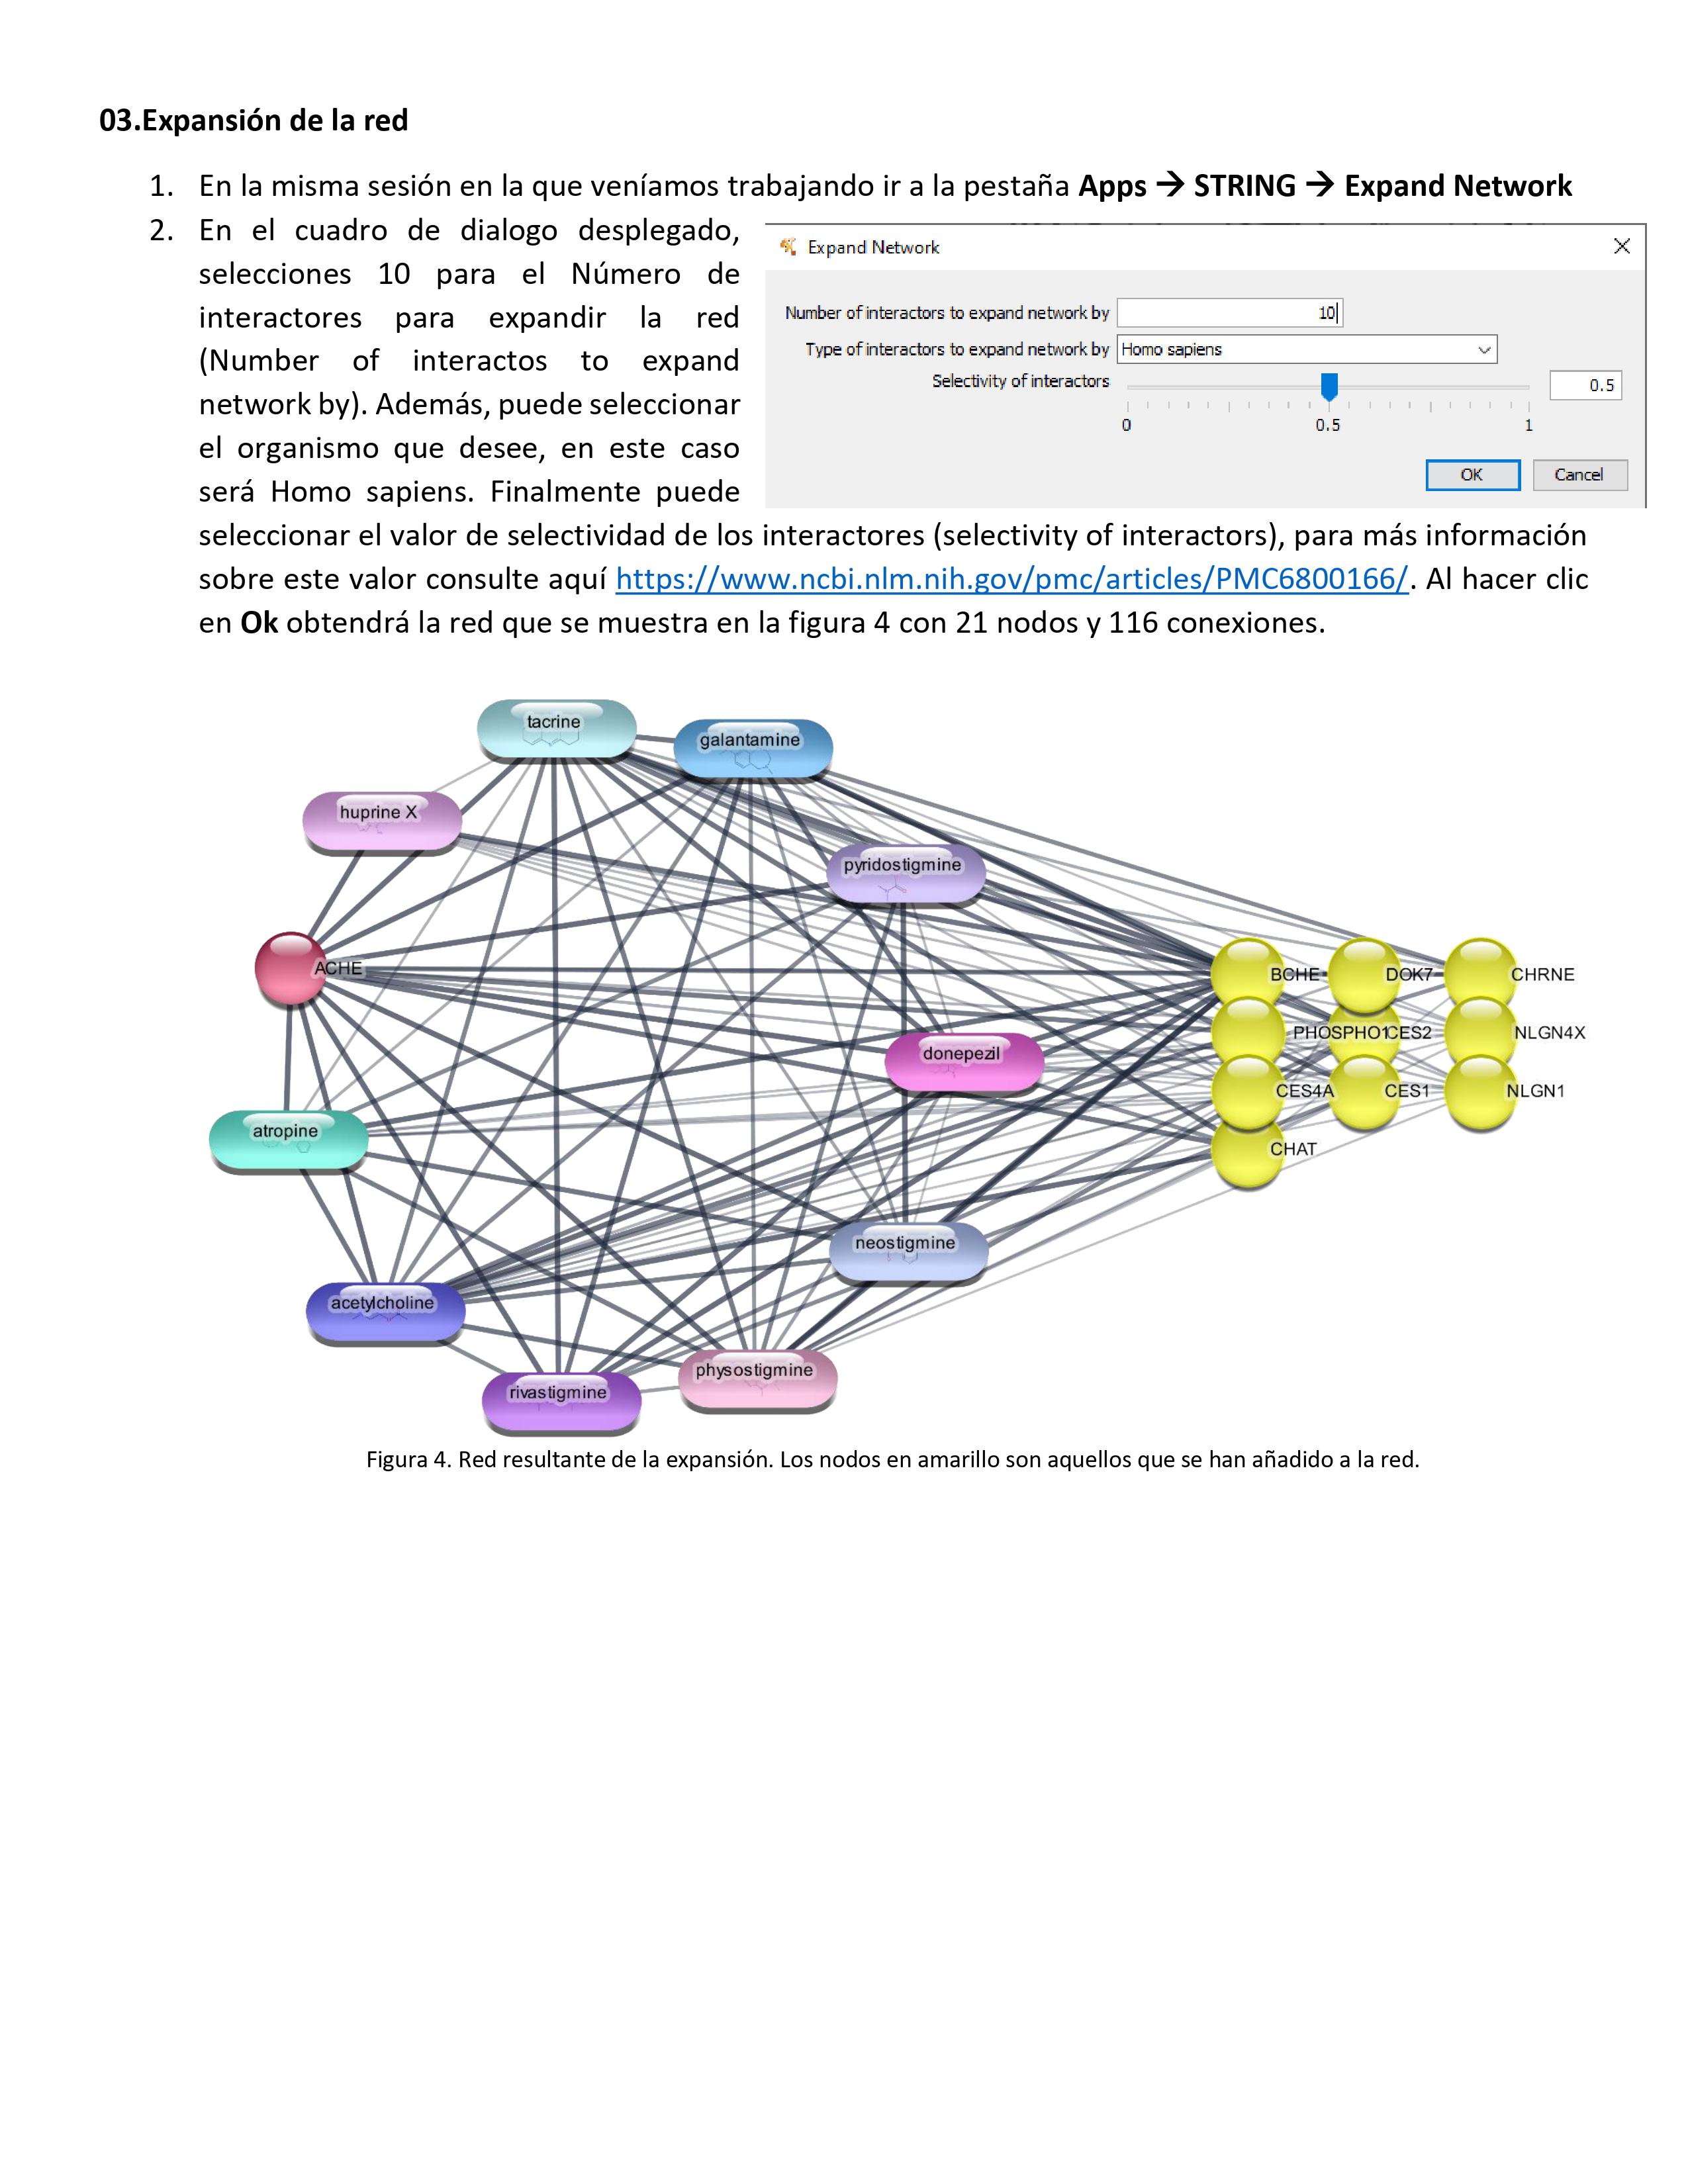 03.Expansión de la red
1. En la misma sesión en la que veníamos trabajando ir a la pestaña Apps → STRING → Expand Network
2. En el cuadro de dialogo desplegado,
selecciones 10 para el Número de
interactores para expandir la red
(Number of interactos to expand
network by). Además, puede seleccionar
el organismo que desee, en este caso
será Homo sapiens. Finalmente puede
Expand Network
Number of interactors to expand network by 10
Type of interactors to expand network by Homo sapiens
Selectivity of interactors 0.5
0 0.5 1
OK Cancel
seleccionar el valor de selectividad de los interactores (selectivity of interactors), para más información
sobre este valor consulte aquí https://www.ncbi.nlm.nih.gov/pmc/articles/PMC6800166/. Al hacer clic
en Ok obtendrá la red que se muestra en la figura 4 con 21 nodos y 116 conexiones.
tacrine
galantamine
huprine X
pyridostigmine
ACHE
BCHE DOK7 CHRNE
PHOSPHO1 CES2 NLGN4X
donepezil
CES4A CES1 NLGN1
atropine
CHAT
neostigmine
acetylcholine
physostigmine
rivastigmine
Figura 4. Red resultante de la expansión. Los nodos en amarillo son aquellos que se han añadido a la red.